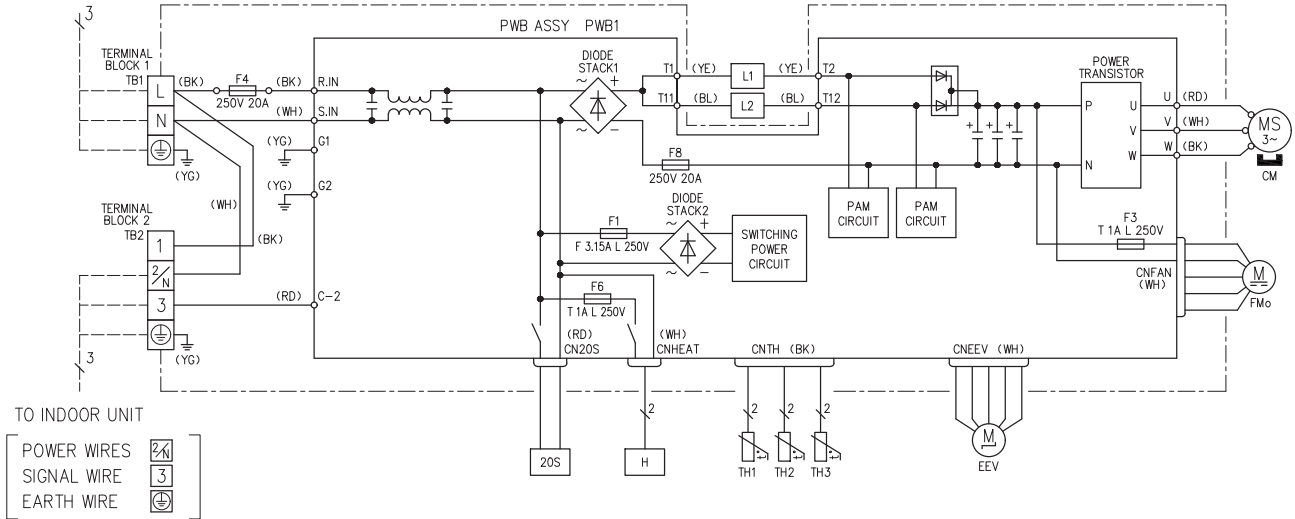 3
PWB ASSY PWB1
TERMINAL
BLOCK 1
TB1
L
N
(BK)
F4
250V 20A
(BK)
R.IN
(WH)
S.IN
(YG)
G1
(YG)
(YG)
G2
DIODE
STACK1
~ +
~ −
T1
(YE)
L1
(YE)
T2
T11
(BL)
L2
(BL)
T12
F8
250V 20A
+
+
+
POWER
TRANSISTOR
P
N
U
V
W
U (RD)
V (WH)
W (BK)
MS
3~
CM
PAM
CIRCUIT
PAM
CIRCUIT
TERMINAL
BLOCK 2
TB2
1
2/N
3
(WH)
(BK)
(RD)
C-2
(YG)
3
F1
F 3.15A L 250V
DIODE
STACK2
~ +
~ −
SWITCHING
POWER
CIRCUIT
F6
T 1A L 250V
F3
T 1A L 250V
CNFAN
(WH)
M
FMo
(RD)
CN20S
(WH)
CNHEAT
CNTH (BK)
CNEEV (WH)
20S
2
H
2
2
2
t
t
t
TH1
TH2
TH3
M
EEV
TO INDOOR UNIT
POWER WIRES 2/N
SIGNAL WIRE 3
EARTH WIRE